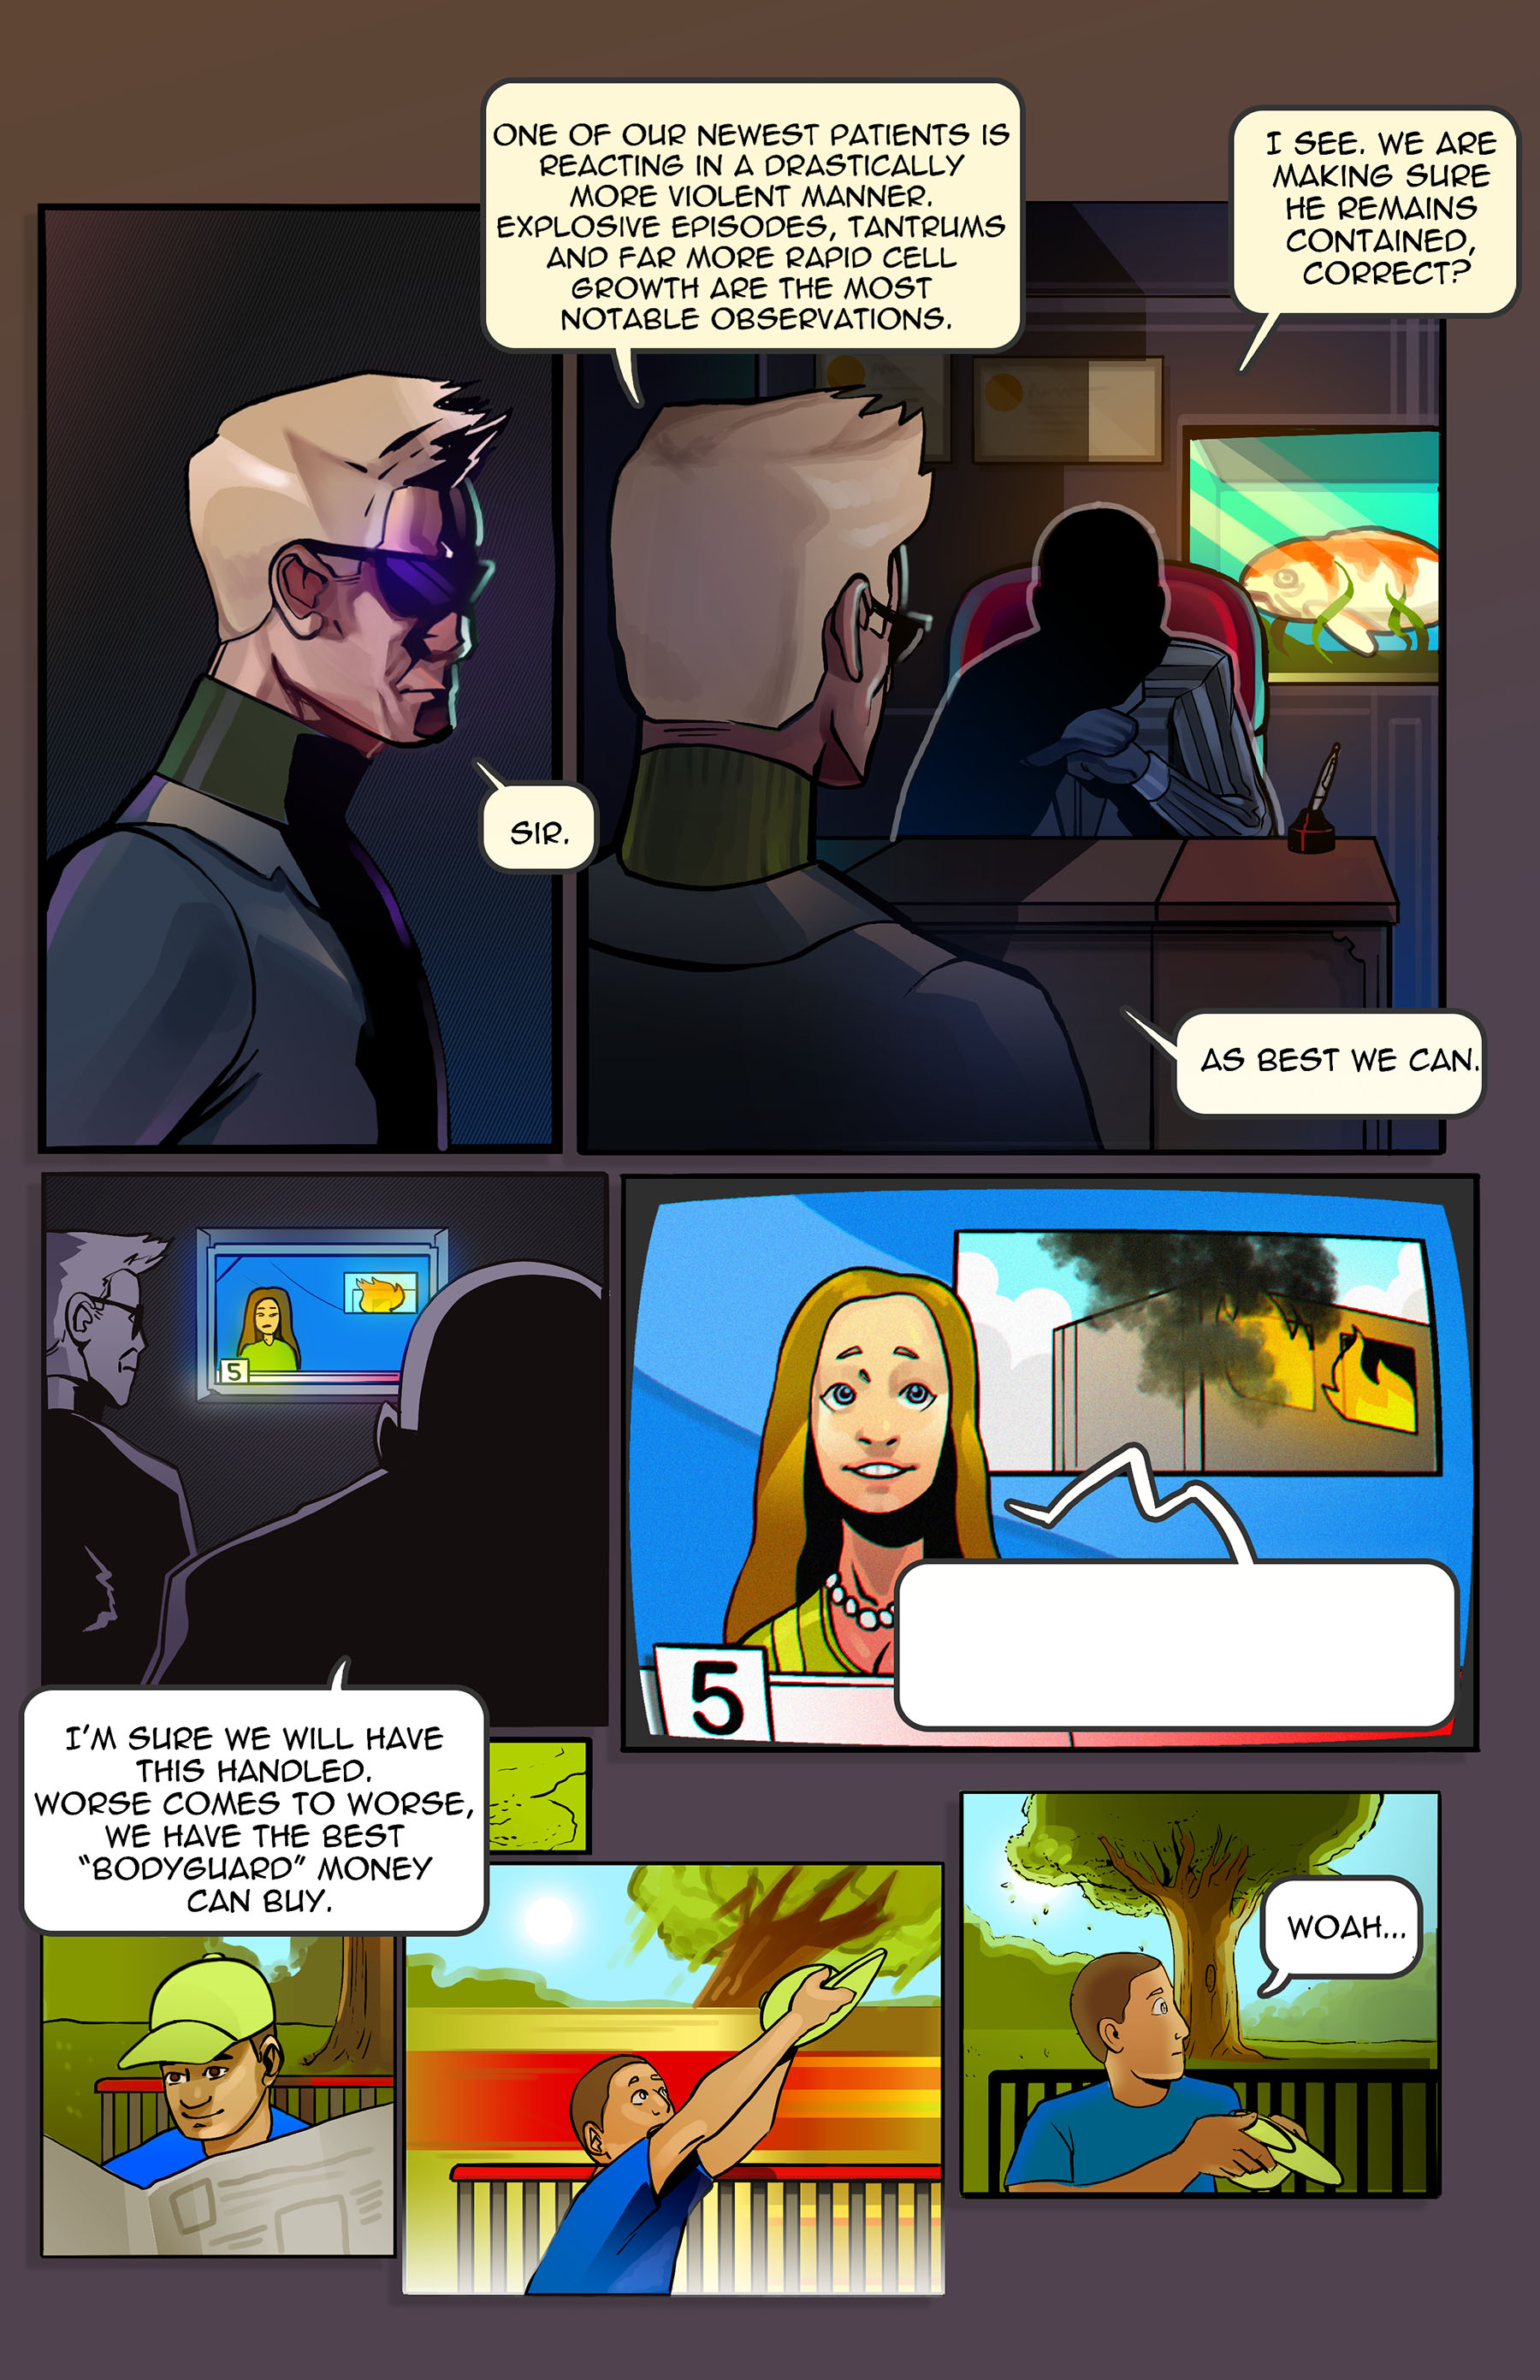 ONE OF OUR NEWEST PATIENTS IS
REACTING IN A DRASTICALLY
MORE VIOLENT MANNER.
EXPLOSIVE EPISODES, TANTRUMS
AND FAR MORE RAPID CELL
GROWTH ARE THE MOST
NOTABLE OBSERVATIONS.
I SEE. WE ARE
MAKING SURE
HE REMAINS
CONTAINED,
CORRECT?
SIR.
AS BEST WE CAN.
5
5
I'M SURE WE WILL HAVE
THIS HANDLED.
WORSE COMES TO WORSE,
WE HAVE THE BEST
"BODYGUARD" MONEY
CAN BUY.
WOAH...